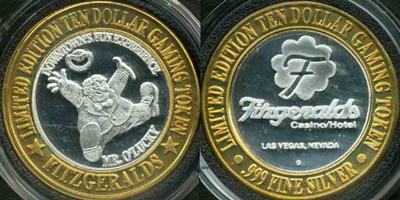 LIMITED EDITION TEN DOLLAR GAMING TOKEN
DOWNTOWN'S FUN EXPERIENCE
MR. O'LUCKY
FITZGERALDS
LIMITED EDITION TEN DOLLAR GAMING TOKEN
F
Fitzgeralds
Casino/Hotel
LAS VEGAS, NEVADA
G
.999 FINE SILVER